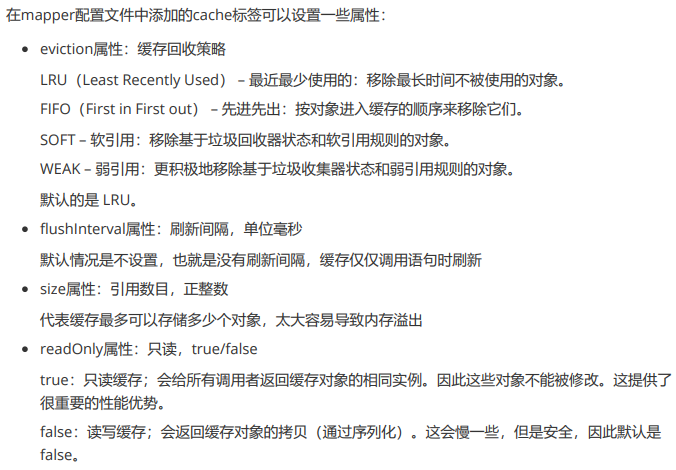 在mapper配置文件中添加的cache标签可以设置一些属性：
• eviction属性：缓存回收策略
LRU（Least Recently Used） – 最近最少使用的：移除最长时间不被使用的对象。
FIFO（First in First out） – 先进先出：按对象进入缓存的顺序来移除它们。
SOFT – 软引用：移除基于垃圾回收器状态和软引用规则的对象。
WEAK – 弱引用：更积极地移除基于垃圾收集器状态和弱引用规则的对象。
默认的是 LRU。
• flushInterval属性：刷新间隔，单位毫秒
默认情况是不设置，也就是没有刷新间隔，缓存仅仅调用语句时刷新
• size属性：引用数目，正整数
代表缓存最多可以存储多少个对象，太大容易导致内存溢出
• readOnly属性：只读，true/false
true：只读缓存；会给所有调用者返回缓存对象的相同实例。因此这些对象不能被修改。这提供了
很重要的性能优势。
false：读写缓存；会返回缓存对象的拷贝（通过序列化）。这会慢一些，但是安全，因此默认是
false。